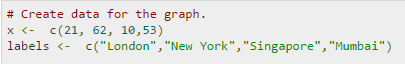 # Create data for the graph.
x <-  c(21, 62, 10,53)
labels <-  c("London","New York","Singapore","Mumbai")